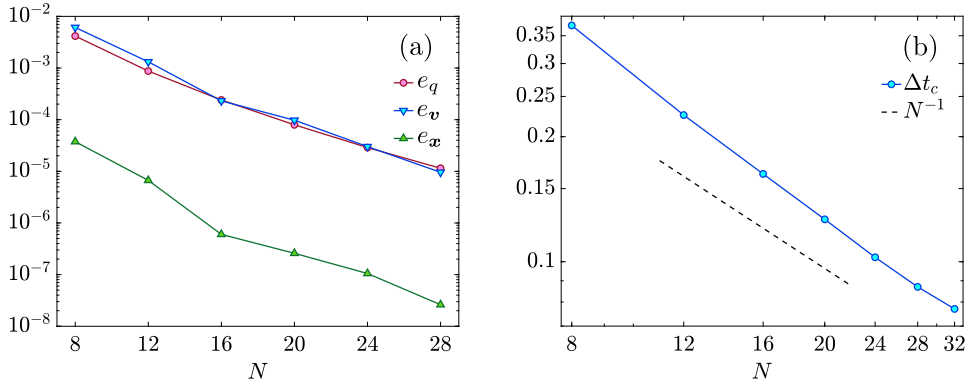 10⁻²
10⁻³
10⁻⁴
10⁻⁵
10⁻⁶
10⁻⁷
10⁻⁸
8 12 16 20 24 28
N
(a)
e_q
e_v
e_x
0.35
0.3
0.25
0.2
0.15
0.1
8 12 16 20 24 28 32
N
(b)
Δt_c
N⁻¹